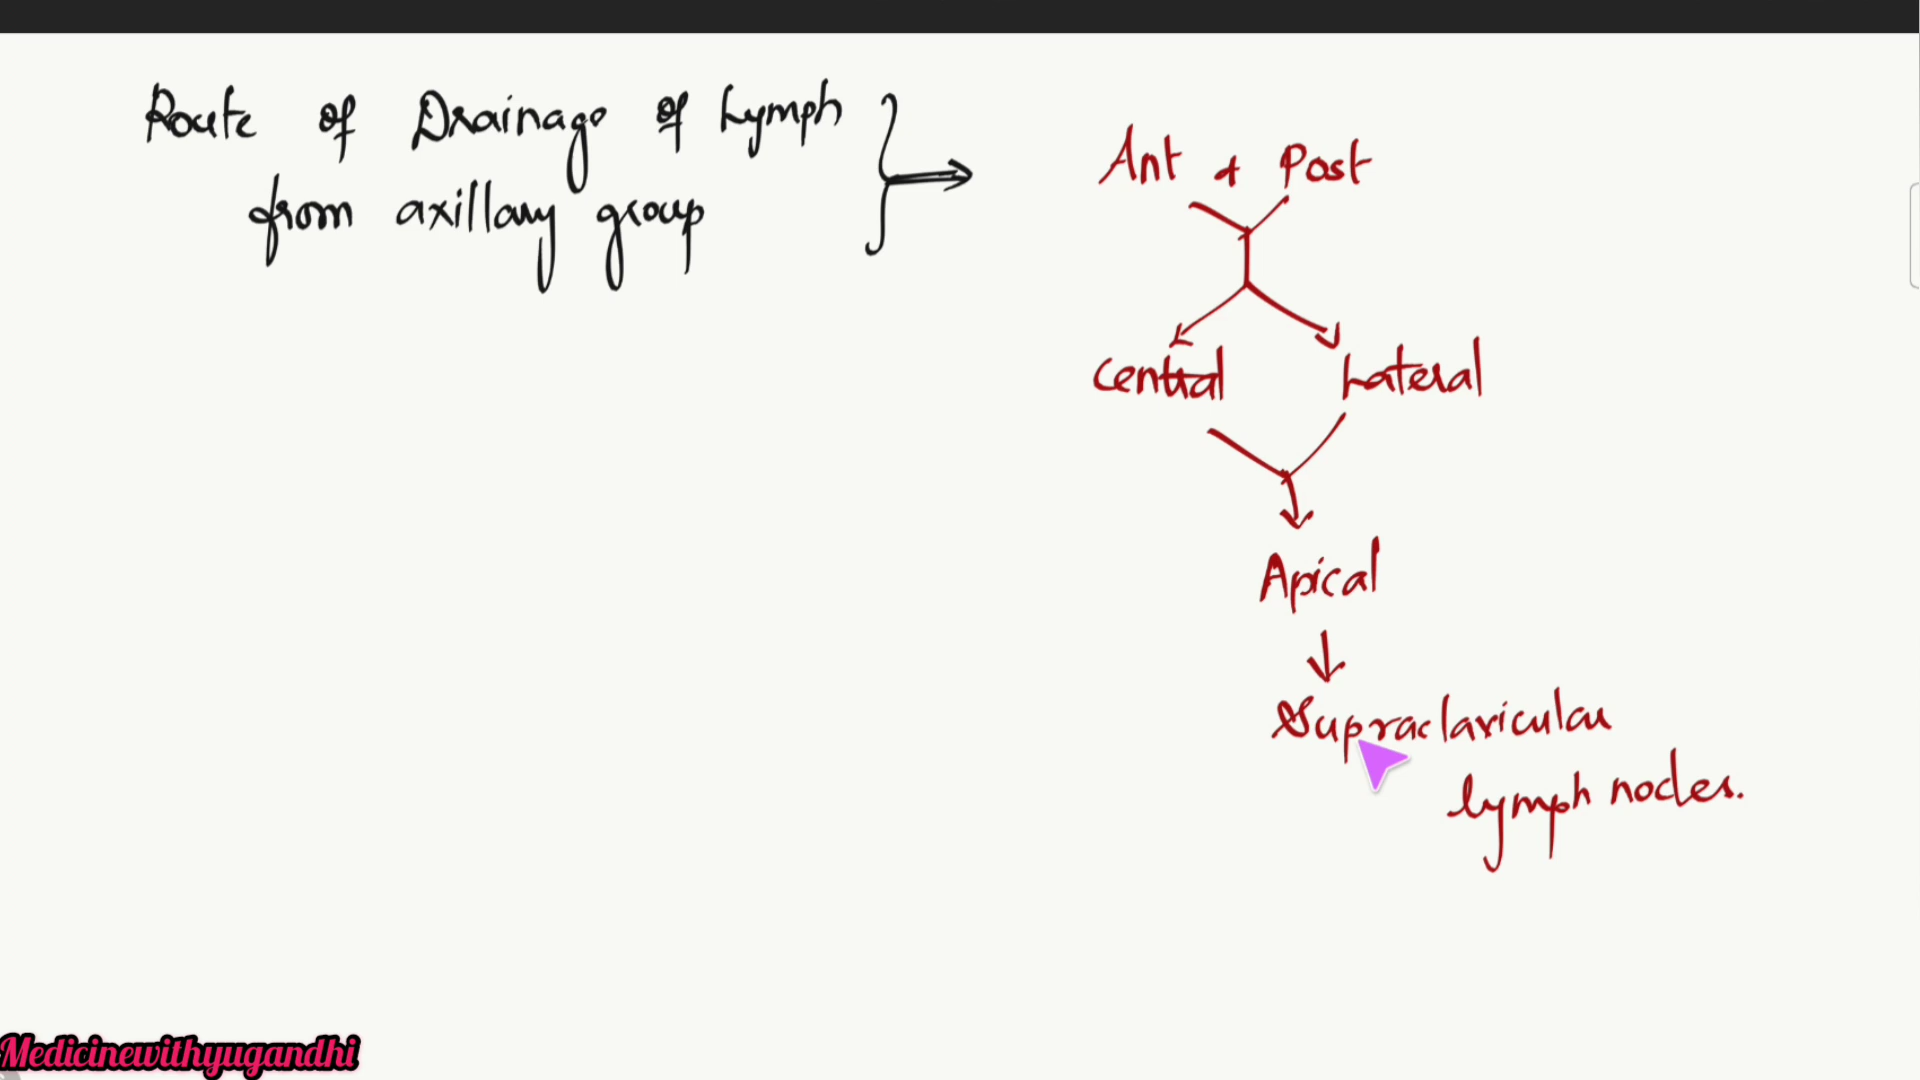 Route of Drainage of Lymph
from axillary group
Ant + Post
Central Lateral
Apical
Supraclavicular
lymph nodes.
Medicinewithyugandhi